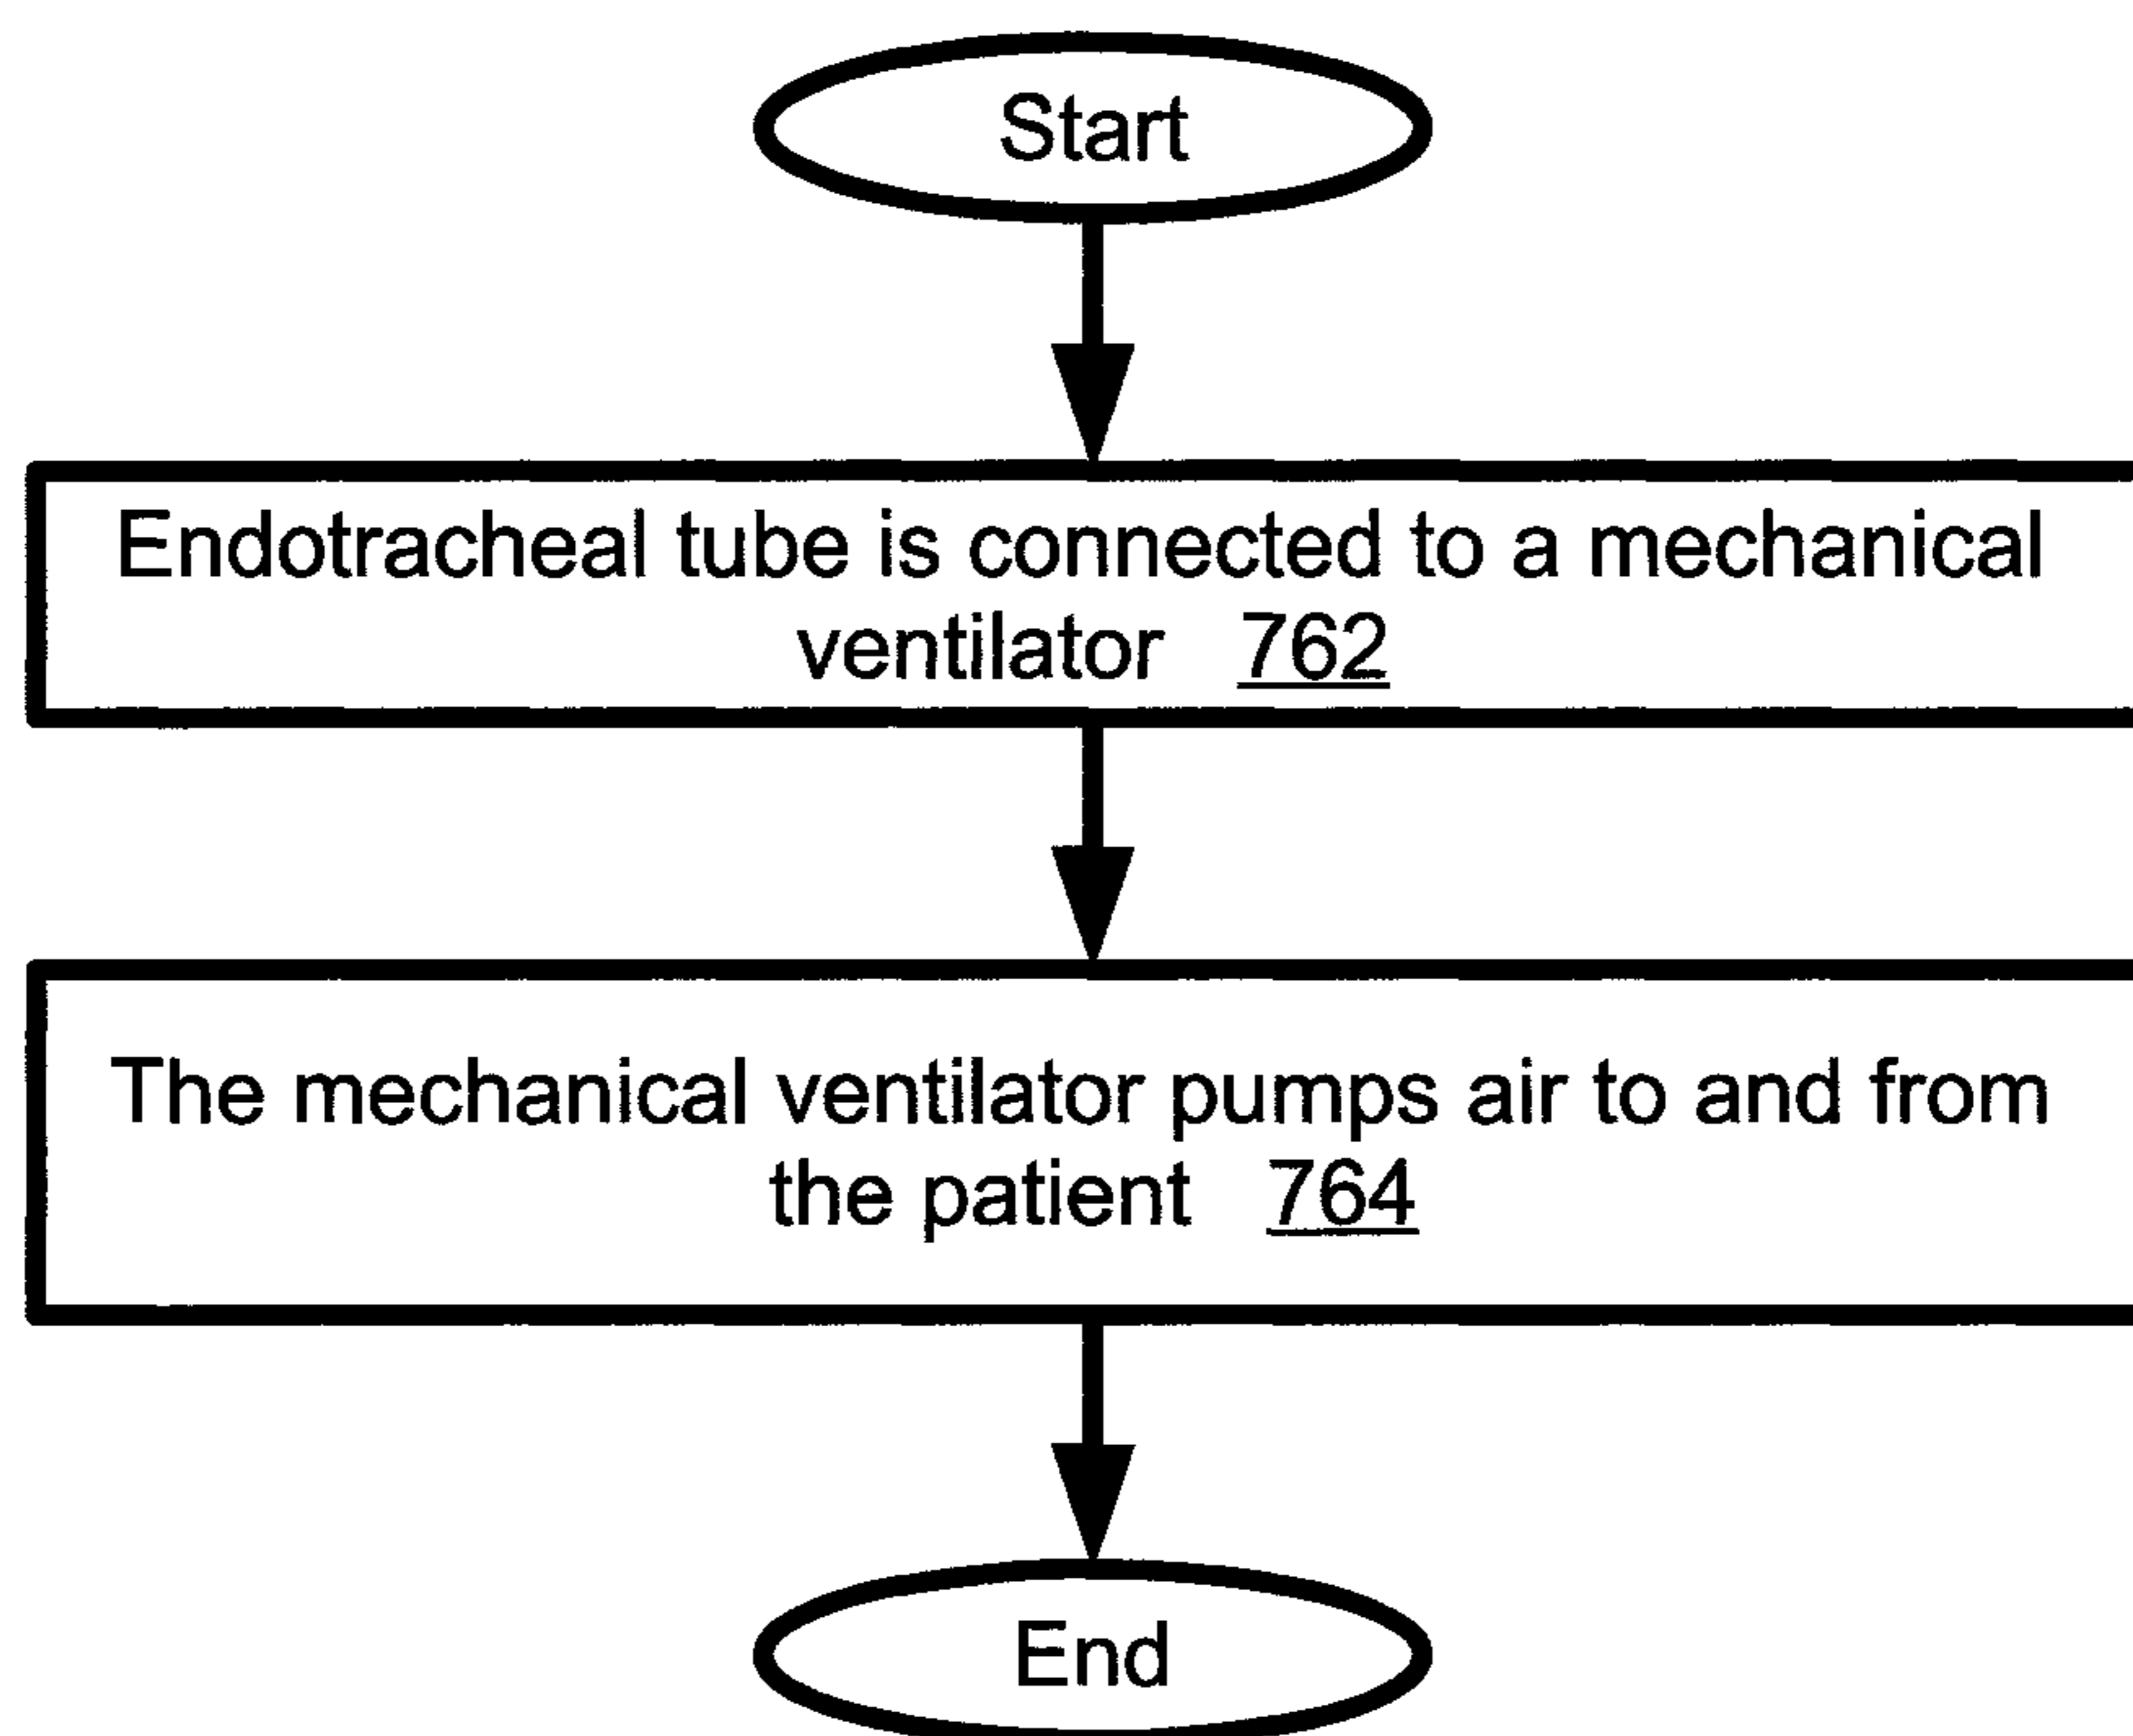 Start
Endotracheal tube is connected to a mechanical
ventilator 762
The mechanical ventilator pumps air to and from
the patient 764
End